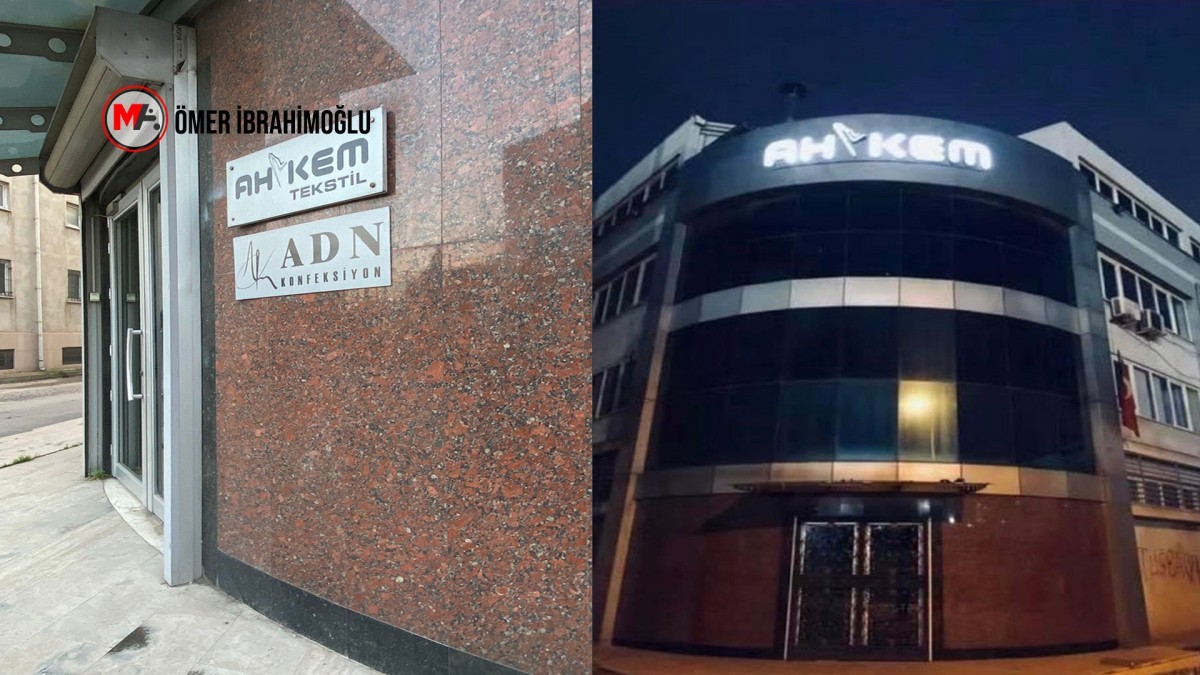 MA
ÖMER İBRAHİMOĞLU
AHKEM
TEKSTİL
ADN
KONFEKSİYON
AHKEM